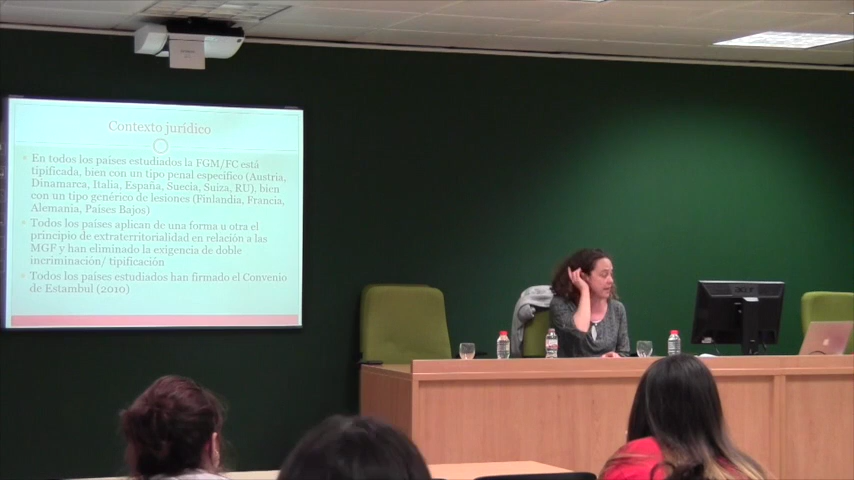 Contexto jurídico
En todos los países estudiados la FGM/FC está
tipificada, bien con un tipo penal específico (Austria,
Dinamarca, Italia, España, Suecia, Suiza, RU), bien
con un tipo genérico de lesiones (Finlandia, Francia,
Alemania, Países Bajos)
Todos los países aplican de una forma u otra el
principio de extraterritorialidad en relación a las
MGF y han eliminado la exigencia de doble
incriminación/ tipificación
Todos los países estudiados han firmado el Convenio
de Estambul (2010)
acer